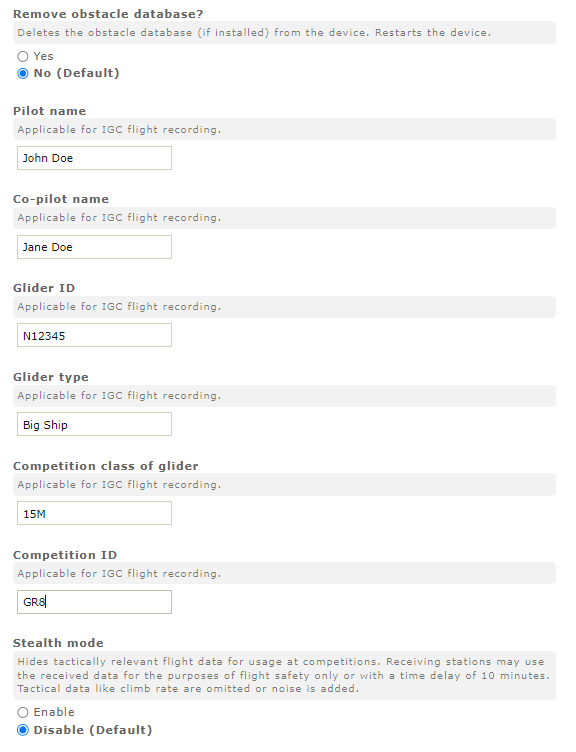 Remove obstacle database?
Deletes the obstacle database (if installed) from the device. Restarts the device.
Yes
No (Default)
Pilot name
Applicable for IGC flight recording.
John Doe
Co-pilot name
Applicable for IGC flight recording.
Jane Doe
Glider ID
Applicable for IGC flight recording.
N12345
Glider type
Applicable for IGC flight recording.
Big Ship
Competition class of glider
Applicable for IGC flight recording.
15M
Competition ID
Applicable for IGC flight recording.
GR8
Stealth mode
Hides tactically relevant flight data for usage at competitions. Receiving stations may use
the received data for the purposes of flight safety only or with a time delay of 10 minutes.
Tactical data like climb rate are omitted or noise is added.
Enable
Disable (Default)